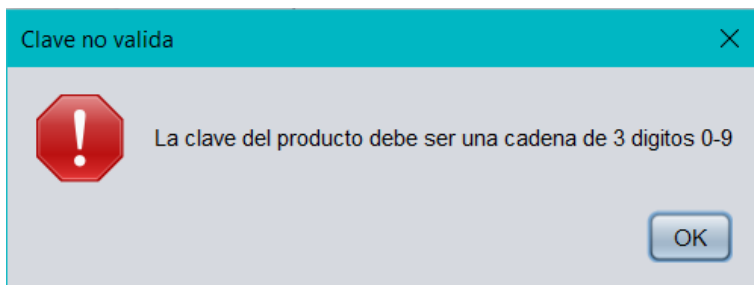 Clave no valida
La clave del producto debe ser una cadena de 3 digitos 0-9
OK